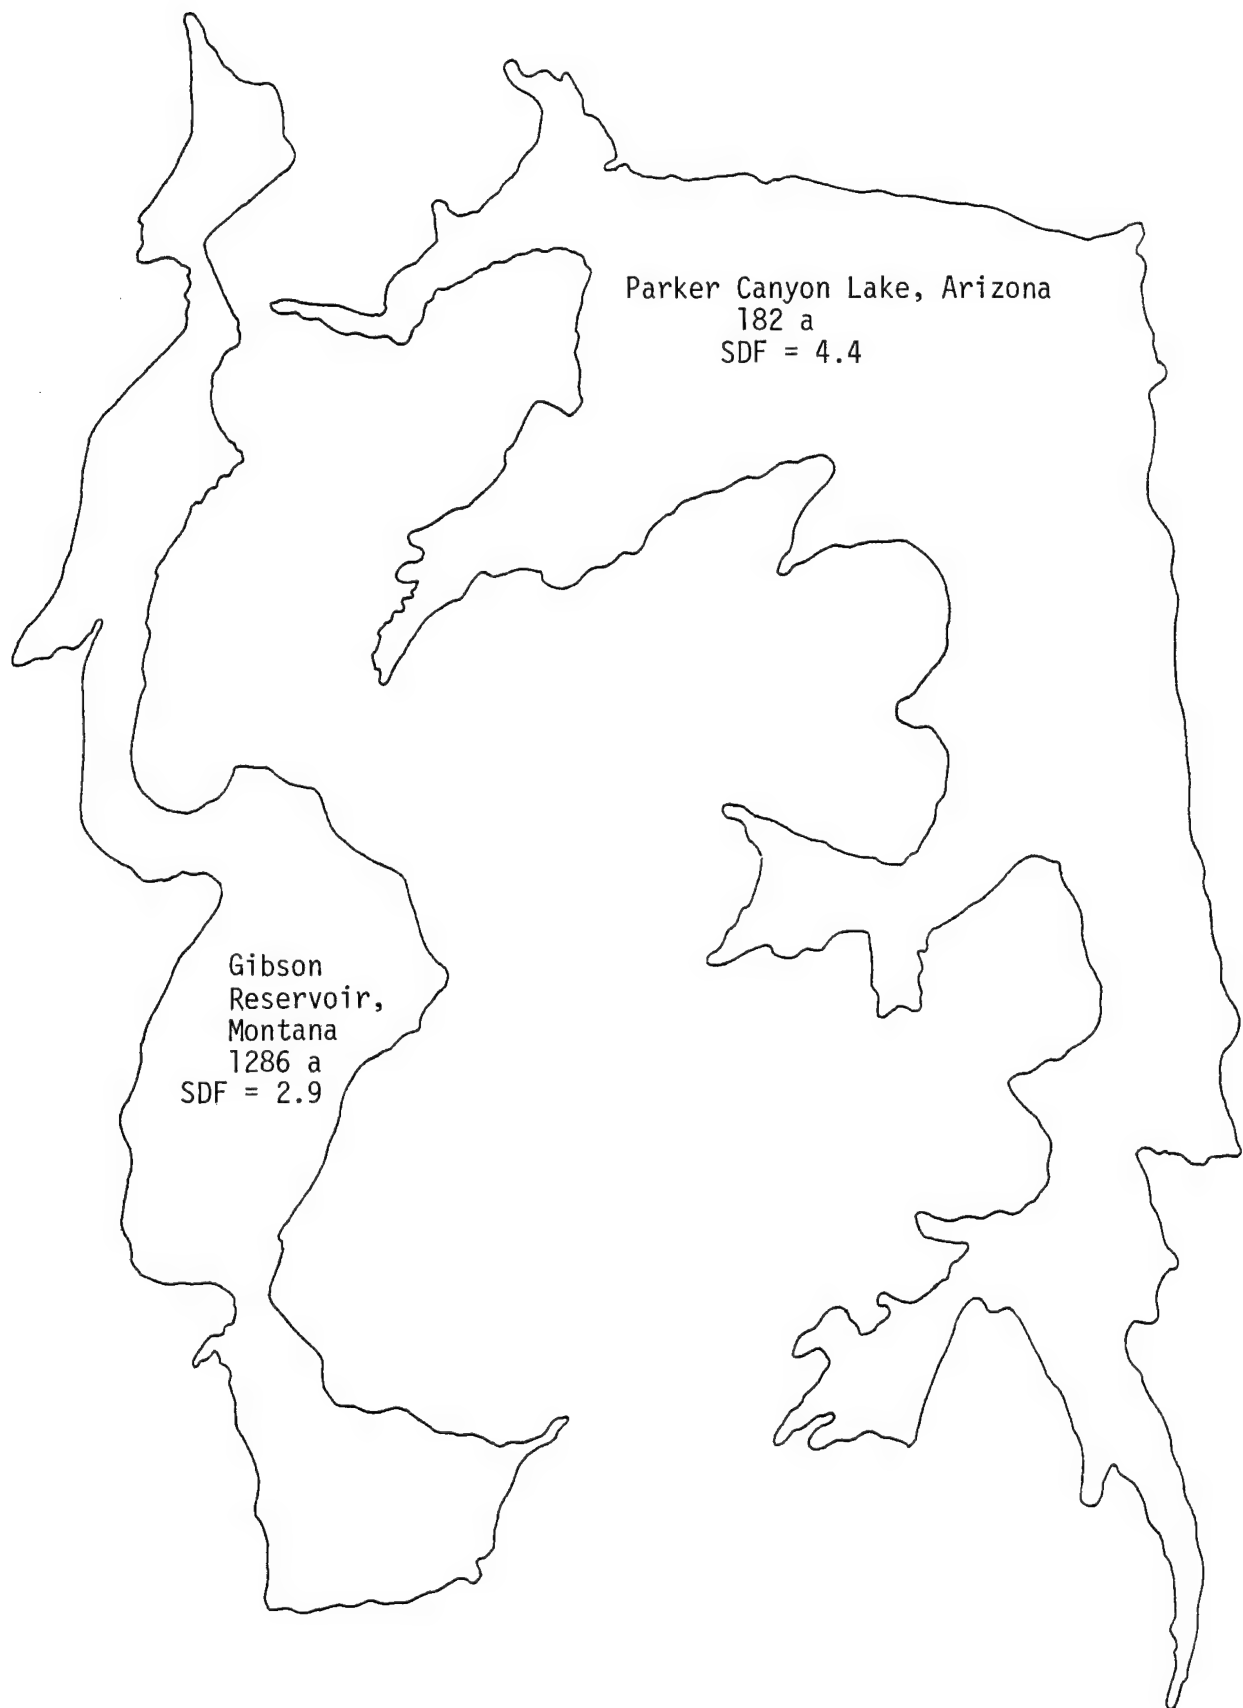 Parker Canyon Lake, Arizona
182 a
SDF = 4.4
Gibson
Reservoir,
Montana
1286 a
SDF = 2.9